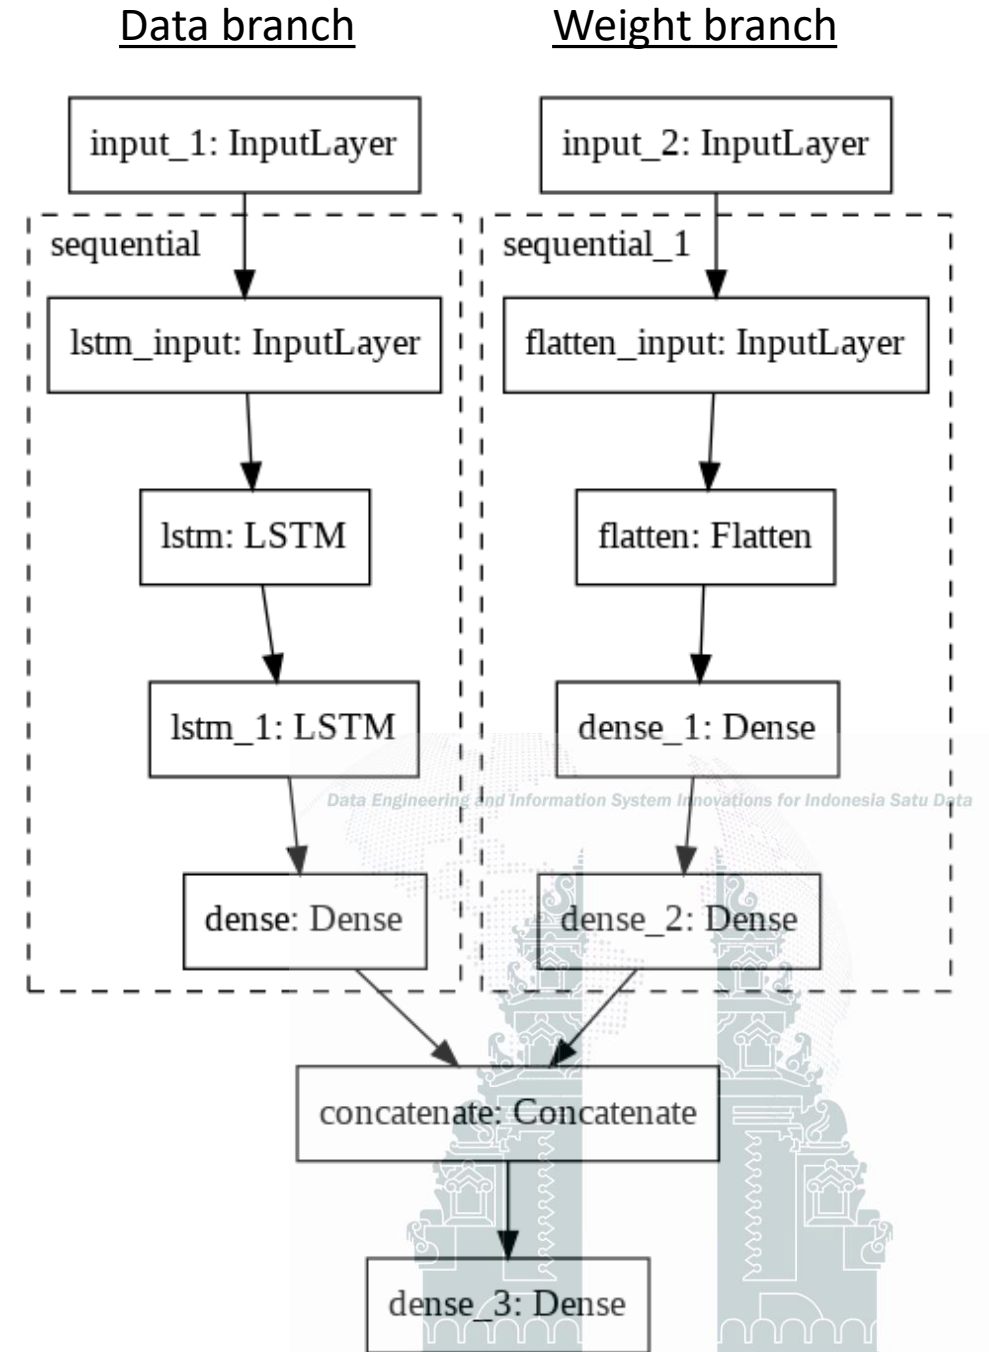 Data branch
Weight branch
input_1: InputLayer
input_2: InputLayer
sequential
sequential_1
lstm_input: InputLayer
flatten_input: InputLayer
lstm: LSTM
flatten: Flatten
lstm_1: LSTM
dense_1: Dense
Data Engineering and Information System Innovations for Indonesia Satu Data
dense: Dense
dense_2: Dense
concatenate: Concatenate
dense_3: Dense